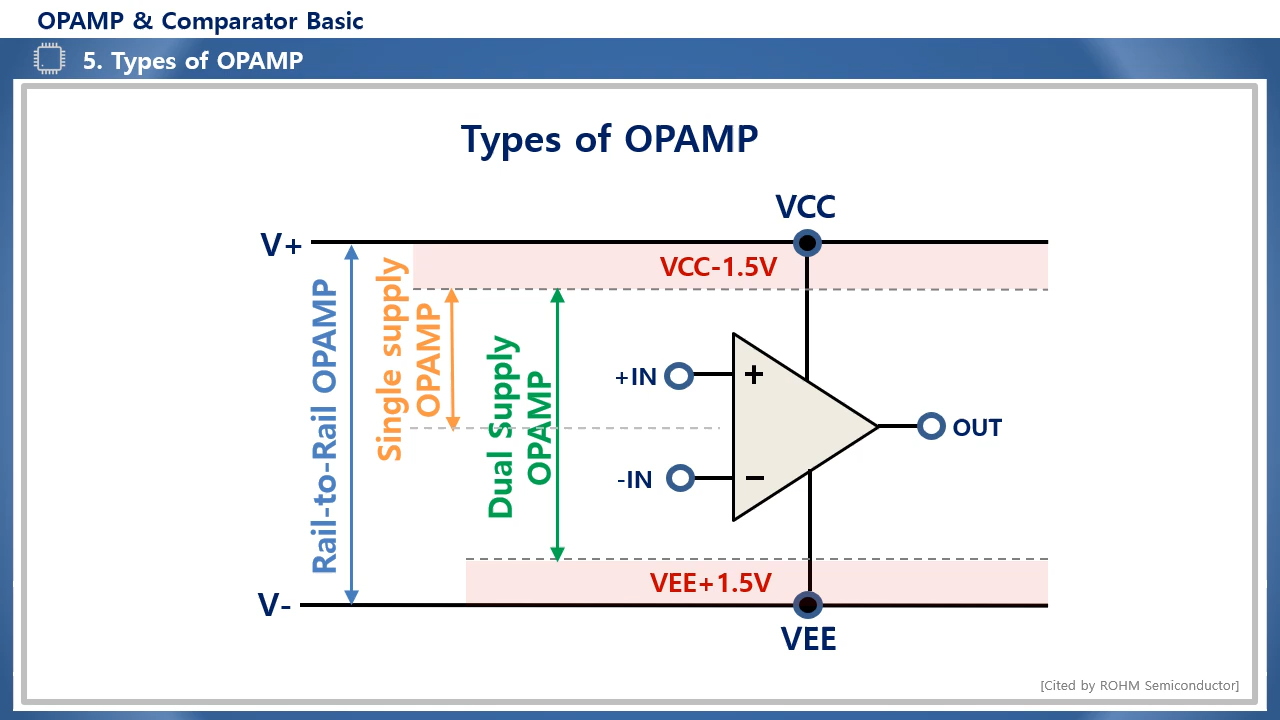 OPAMP & Comparator Basic
5. Types of OPAMP
Types of OPAMP
VCC
V+
VCC-1.5V
Rail-to-Rail OPAMP
Single supply
OPAMP
Dual Supply
OPAMP
+IN
+
OUT
-IN
−
VEE+1.5V
V-
VEE
[Cited by ROHM Semiconductor]